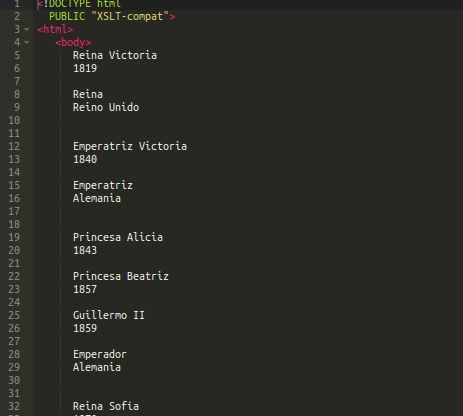 1 <!DOCTYPE html
2 PUBLIC "XSLT-compat">
3 <html>
4 <body>
5 Reina Victoria
6 1819
7
8 Reina
9 Reino Unido
10
11
12 Emperatriz Victoria
13 1840
14
15 Emperatriz
16 Alemania
17
18
19 Princesa Alicia
20 1843
21
22 Princesa Beatriz
23 1857
24
25 Guillermo II
26 1859
27
28 Emperador
29 Alemania
30
31
32 Reina Sofía